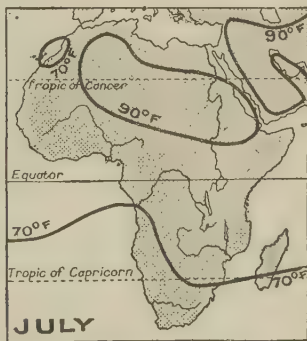 90°F
70°F
Tropic of Cancer
90°F
Equator
70°F
Tropic of Capricorn
70°F
JULY